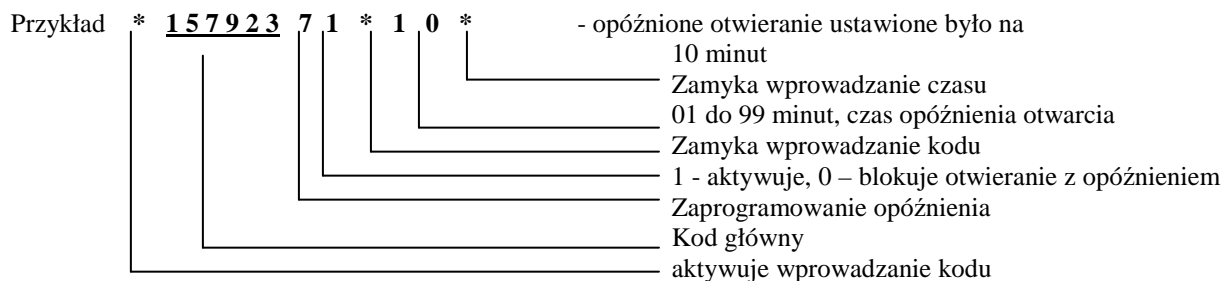 Przykład * 1 5 7 9 2 3 7 1 * 1 0 * - opóźnione otwieranie ustawione było na
10 minut
Zamyka wprowadzanie czasu
01 do 99 minut, czas opóźnienia otwarcia
Zamyka wprowadzanie kodu
1 - aktywuje, 0 – blokuje otwieranie z opóźnieniem
Zaprogramowanie opóźnienia
Kod główny
aktywuje wprowadzanie kodu